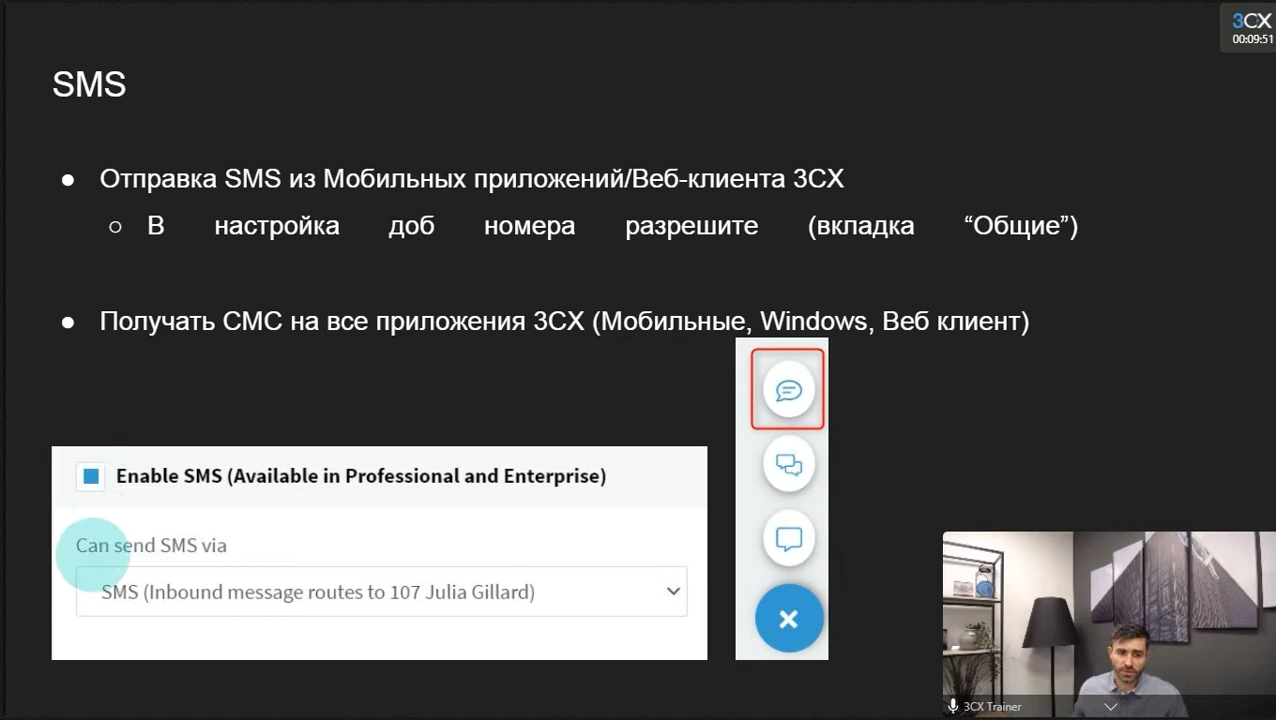 3CX
00:09:51
SMS
● Отправка SMS из Мобильных приложений/Веб-клиента 3CX
○ В настройка доб номера разрешите (вкладка “Общие”)
● Получать СМС на все приложения 3CX (Мобильные, Windows, Веб клиент)
Enable SMS (Available in Professional and Enterprise)
Can send SMS via
SMS (Inbound message routes to 107 Julia Gillard)
3CX Trainer